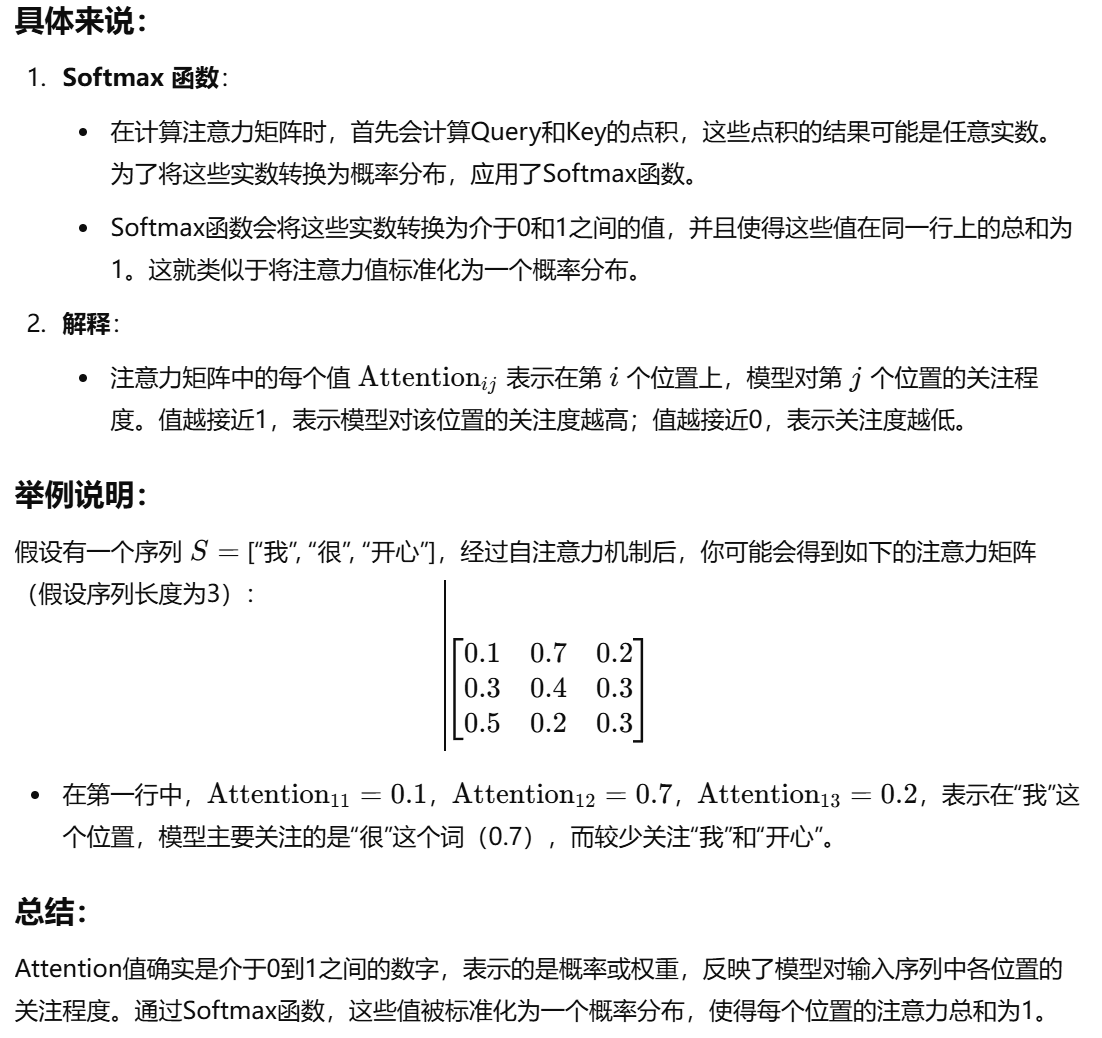 具体来说：
1. Softmax 函数：
• 在计算注意力矩阵时，首先会计算Query和Key的点积，这些点积的结果可能是任意实数。
为了将这些实数转换为概率分布，应用了Softmax函数。
• Softmax函数会将这些实数转换为介于0和1之间的值，并且使得这些值在同一行上的总和为
1。这就类似于将注意力值标准化为一个概率分布。
2. 解释：
• 注意力矩阵中的每个值 Attention_{ij} 表示在第 i 个位置上，模型对第 j 个位置的关注程
度。值越接近1，表示模型对该位置的关注度越高；值越接近0，表示关注度越低。
举例说明：
假设有一个序列 S = [“我”, “很”, “开心”]，经过自注意力机制后，你可能会得到如下的注意力矩阵
（假设序列长度为3）：
0.1 0.7 0.2
0.3 0.4 0.3
0.5 0.2 0.3
• 在第一行中，Attention_{11} = 0.1，Attention_{12} = 0.7，Attention_{13} = 0.2，表示在“我”这
个位置，模型主要关注的是“很”这个词（0.7），而较少关注“我”和“开心”。
总结：
Attention值确实是介于0到1之间的数字，表示的是概率或权重，反映了模型对输入序列中各位置的
关注程度。通过Softmax函数，这些值被标准化为一个概率分布，使得每个位置的注意力总和为1。